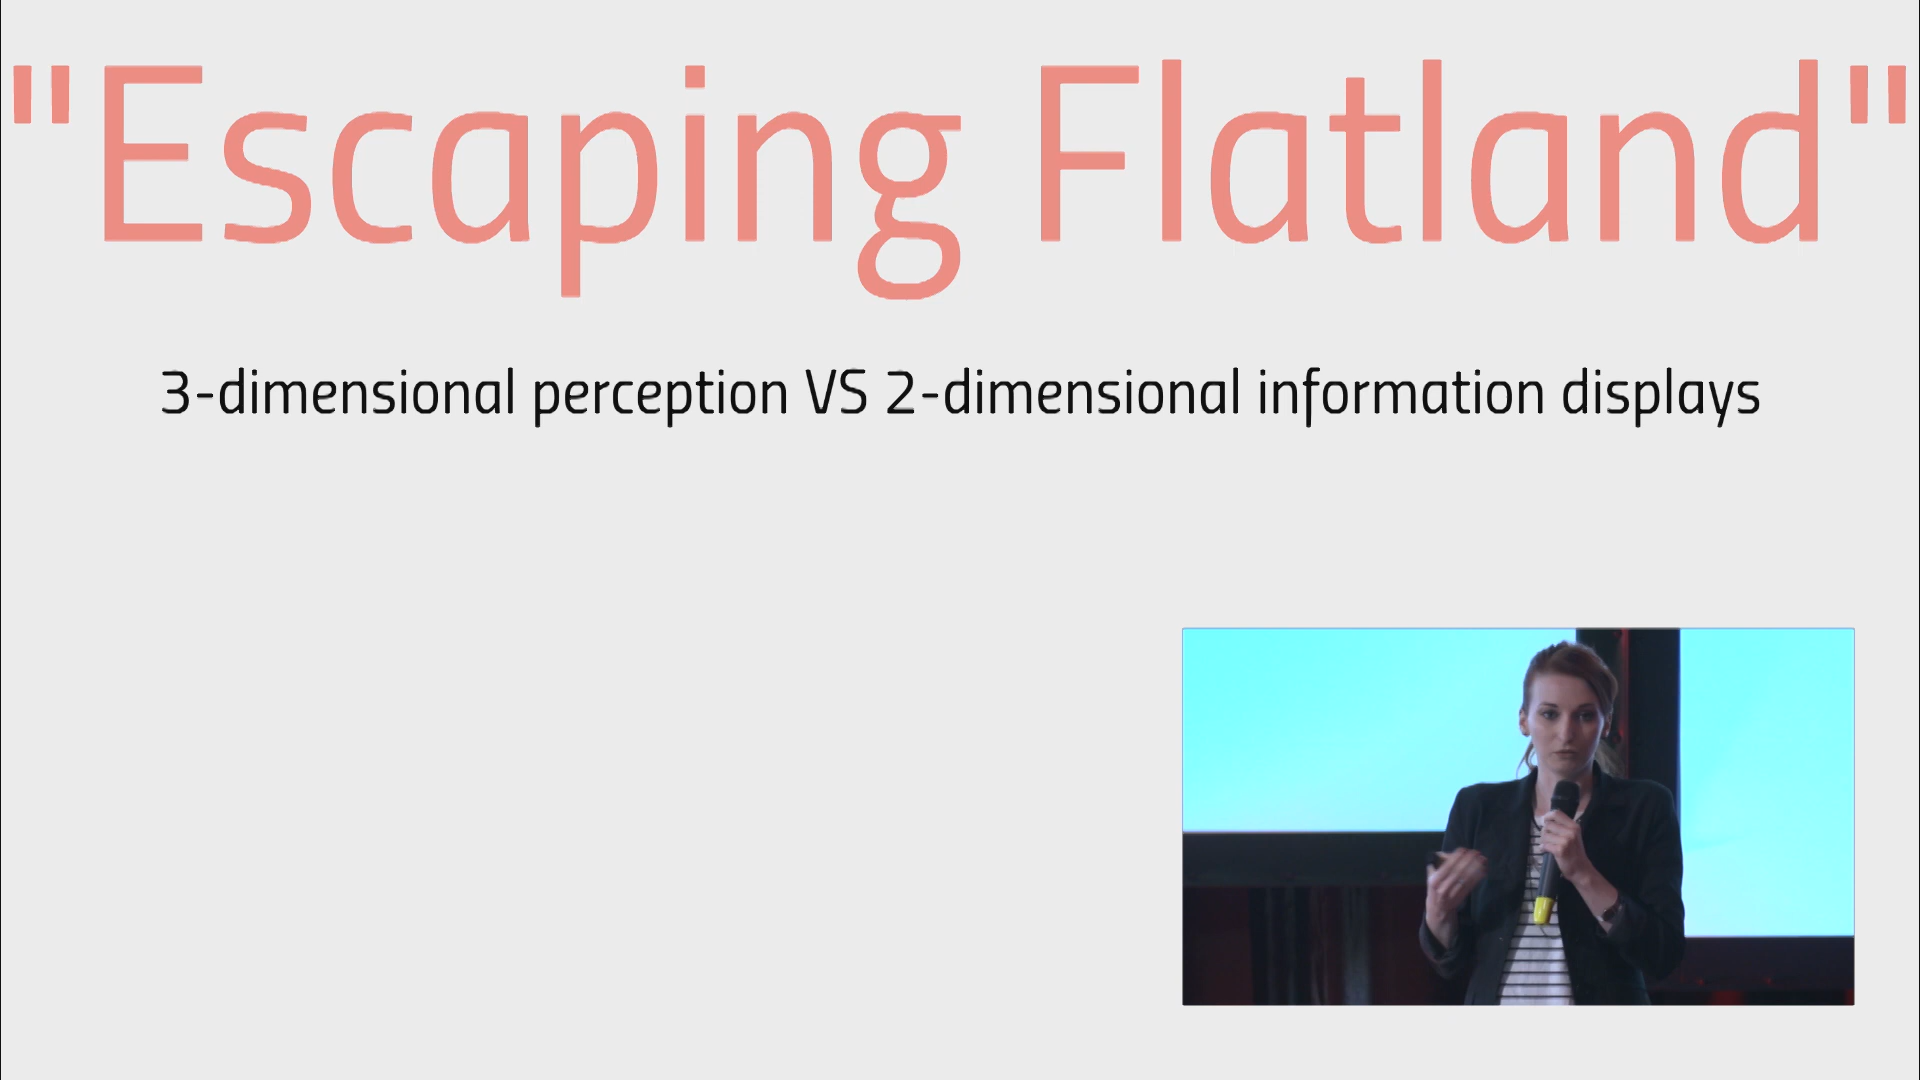 "Escaping Flatland"
3-dimensional perception VS 2-dimensional information displays